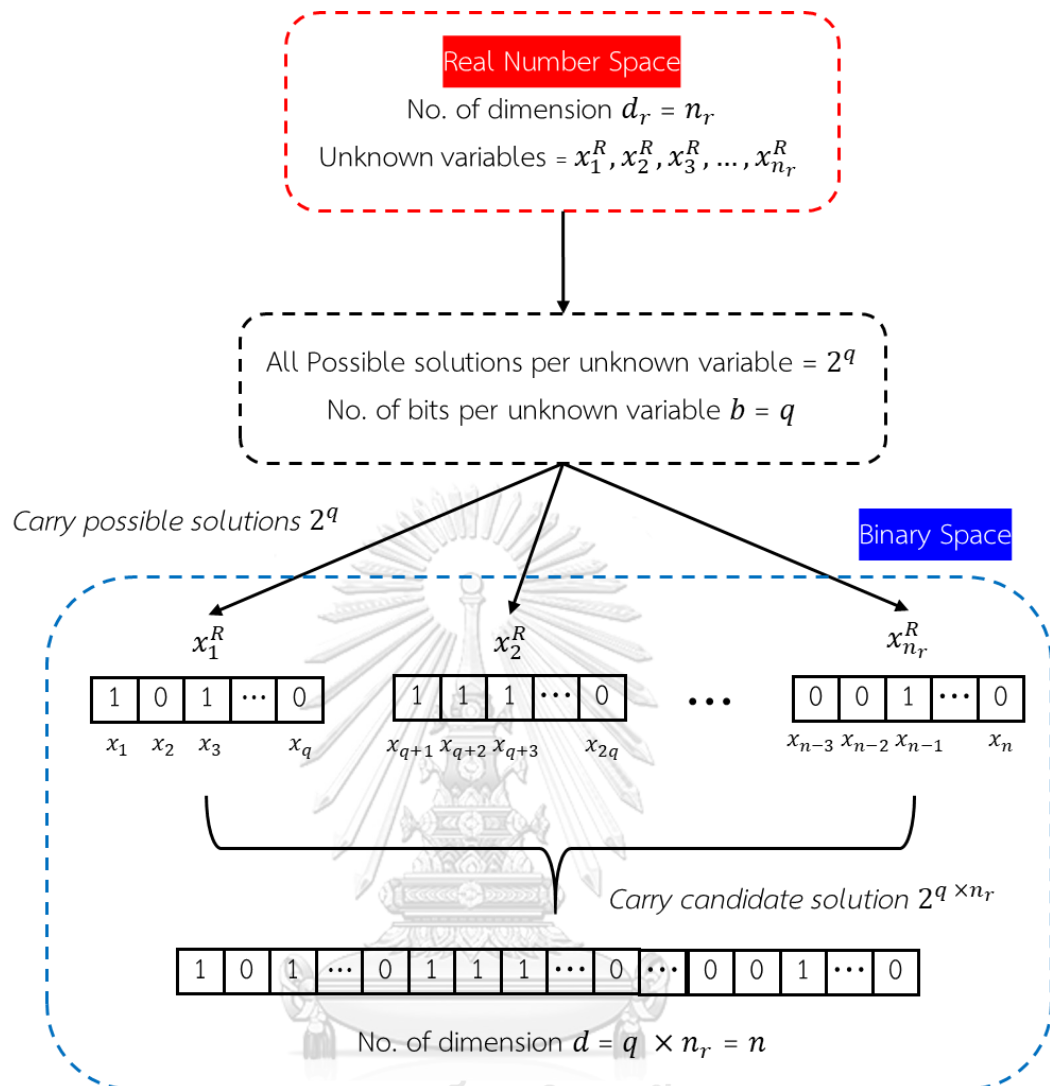 Real Number Space
No. of dimension d_r = n_r
Unknown variables = x_1^R, x_2^R, x_3^R, …, x_{n_r}^R
All Possible solutions per unknown variable = 2^q
No. of bits per unknown variable b = q
Carry possible solutions 2^q
Binary Space
x_1^R x_2^R x_{n_r}^R
1 0 1 ⋯ 0 1 1 1 ⋯ 0 ⋯ 0 0 1 ⋯ 0
x_1 x_2 x_3 x_q x_{q+1} x_{q+2} x_{q+3} x_{2q} x_{n-3} x_{n-2} x_{n-1} x_n
Carry candidate solution 2^{q × n_r}
1 0 1 ⋯ 0 1 1 1 ⋯ 0 ⋯ 0 0 1 ⋯ 0
No. of dimension d = q × n_r = n